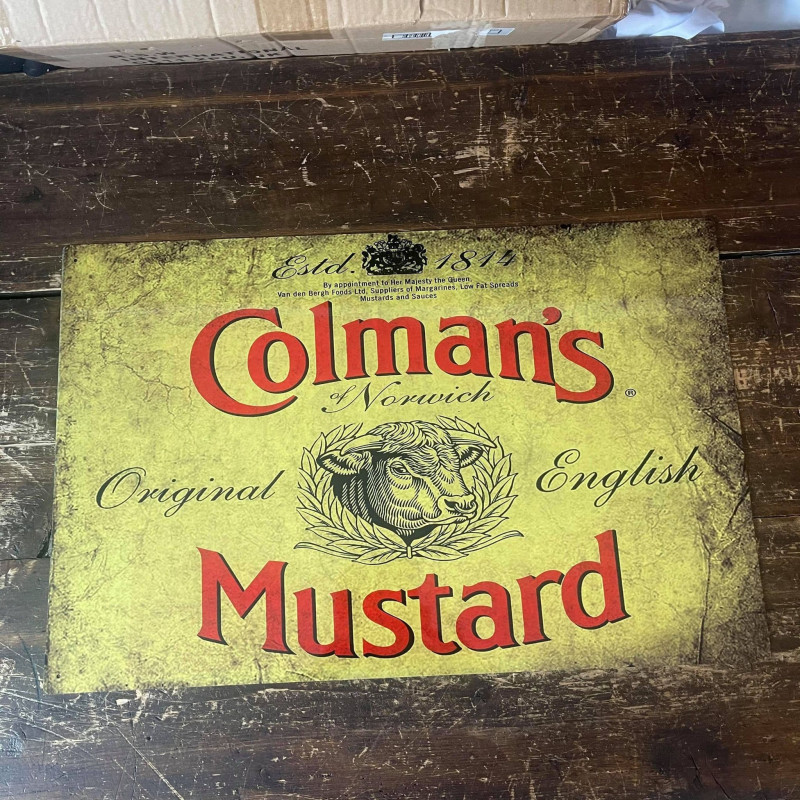 Estd. 1814
By appointment to Her Majesty the Queen,
Van den Bergh Foods Ltd, Suppliers of Margarines, Low Fat Spreads
Mustards and Sauces
Colman's ®
of Norwich
Original English
Mustard